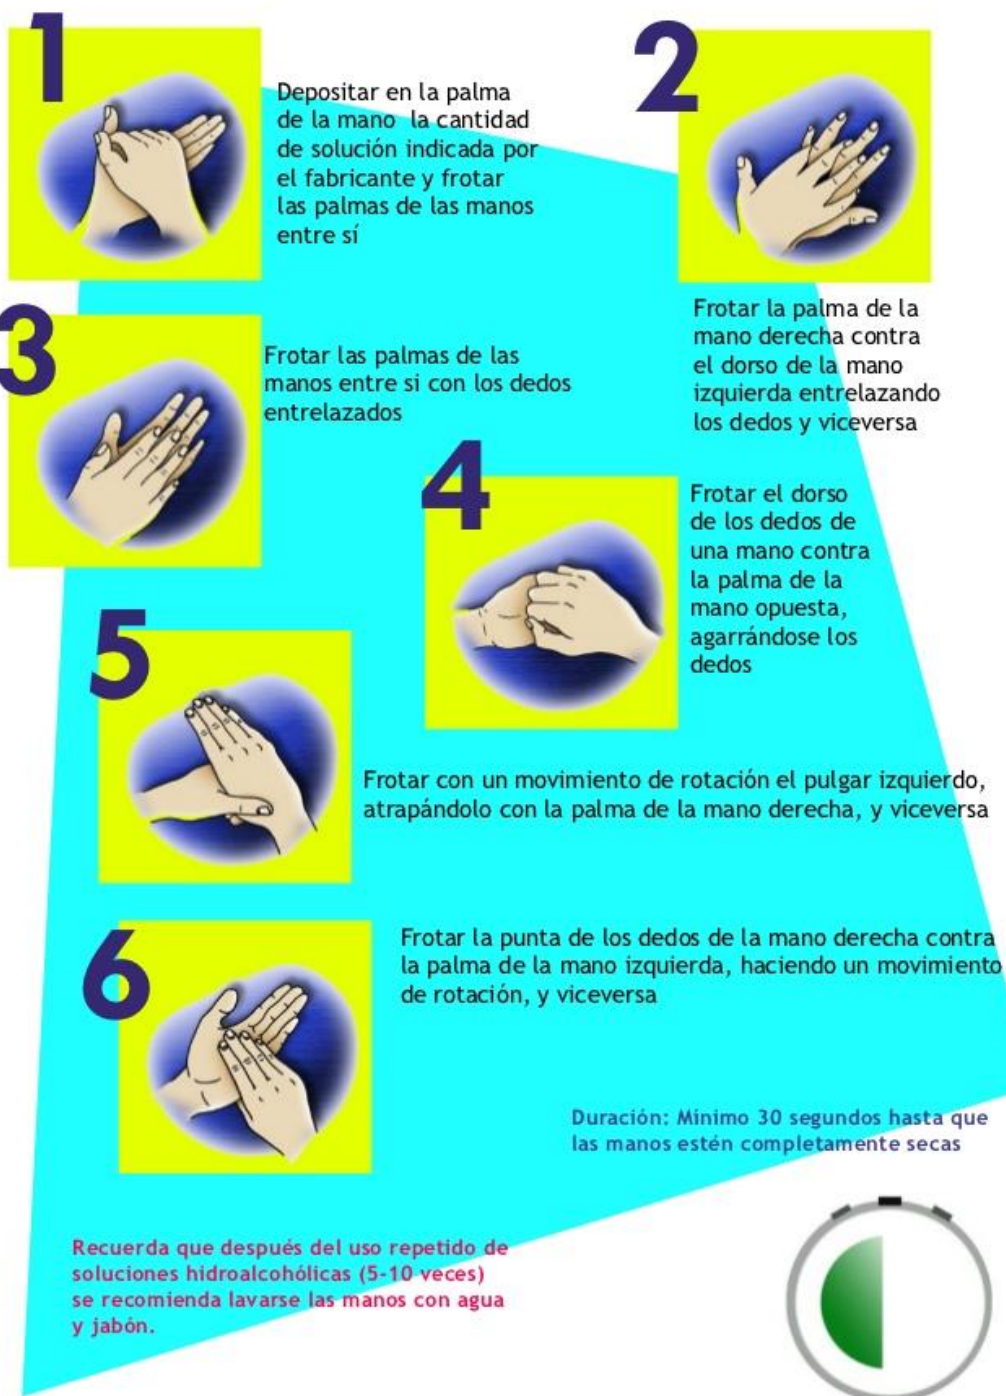 1
Depositar en la palma
de la mano la cantidad
de solución indicada por
el fabricante y frotar
las palmas de las manos
entre sí
2
Frotar la palma de la
mano derecha contra
el dorso de la mano
izquierda entrelazando
los dedos y viceversa
3
Frotar las palmas de las
manos entre si con los dedos
entrelazados
4
Frotar el dorso
de los dedos de
una mano contra
la palma de la
mano opuesta,
agarrándose los
dedos
5
Frotar con un movimiento de rotación el pulgar izquierdo,
atrapándolo con la palma de la mano derecha, y viceversa
6
Frotar la punta de los dedos de la mano derecha contra
la palma de la mano izquierda, haciendo un movimiento
de rotación, y viceversa
Duración: Mínimo 30 segundos hasta que
las manos estén completamente secas
Recuerda que después del uso repetido de
soluciones hidroalcohólicas (5-10 veces)
se recomienda lavarse las manos con agua
y jabón.